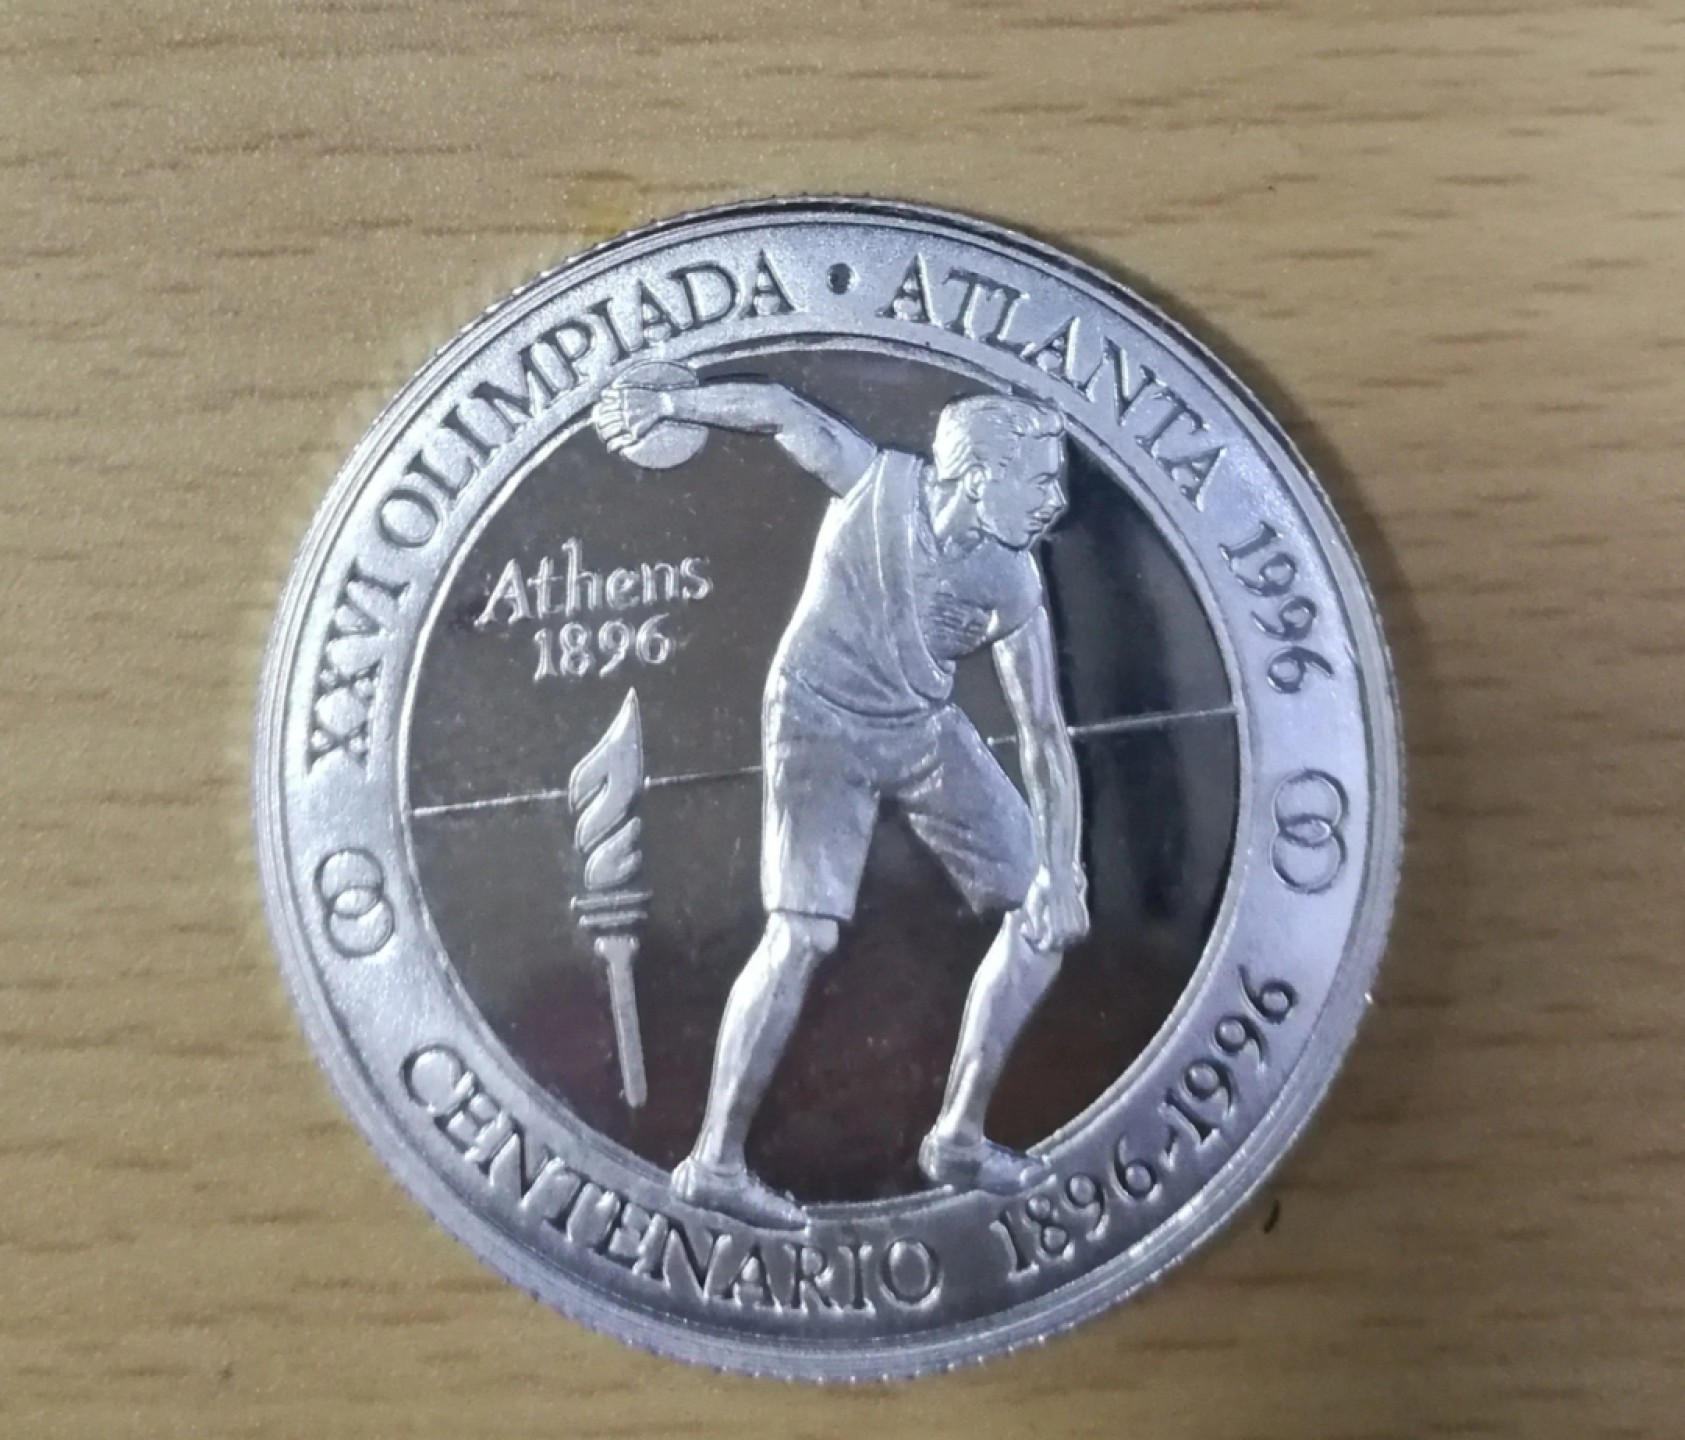 XXVI OLIMPIADA • ATLANTA 1996
Athens
1896
CENTENARIO 1896-1996